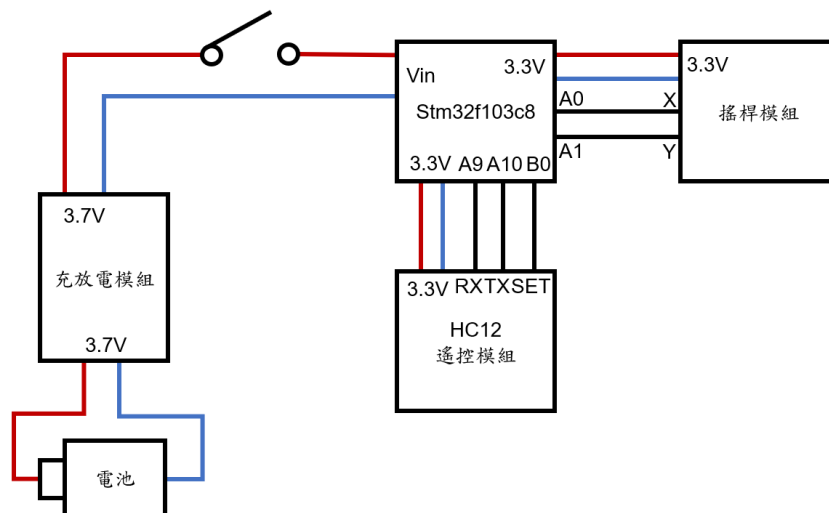 Vin
3.3V
3.3V
Stm32f103c8
A0
X
搖桿模組
A1
Y
3.3V
A9
A10
B0
3.7V
充放電模組
3.7V
3.3V
RX
TX
SET
HC12
遙控模組
電池